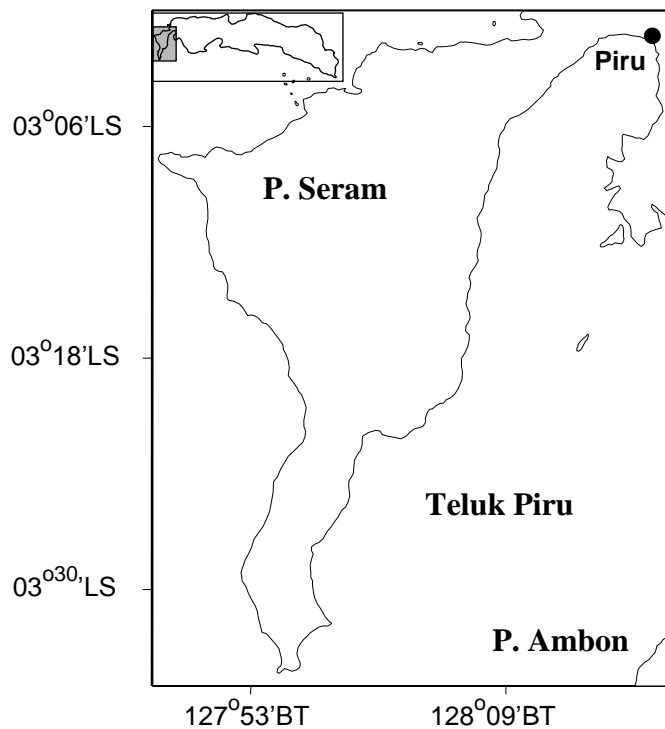 Piru
03°06'LS
P. Seram
03°18'LS
Teluk Piru
03°30'LS
P. Ambon
127°53'BT 128°09'BT